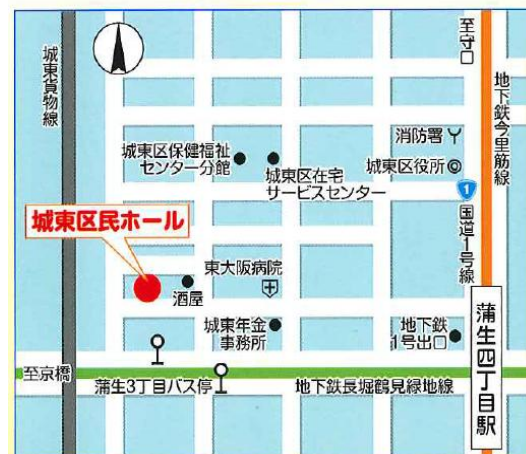 城東貨物線
至守口
地下鉄今里筋線
消防署
城東区保健福祉
センター分館
城東区役所
城東区在宅
サービスセンター
1
国道1号線
城東区民ホール
東大阪病院
酒屋
城東年金
事務所
地下鉄
1号出口
蒲生四丁目駅
至京橋
蒲生3丁目バス停
地下鉄長堀鶴見緑地線